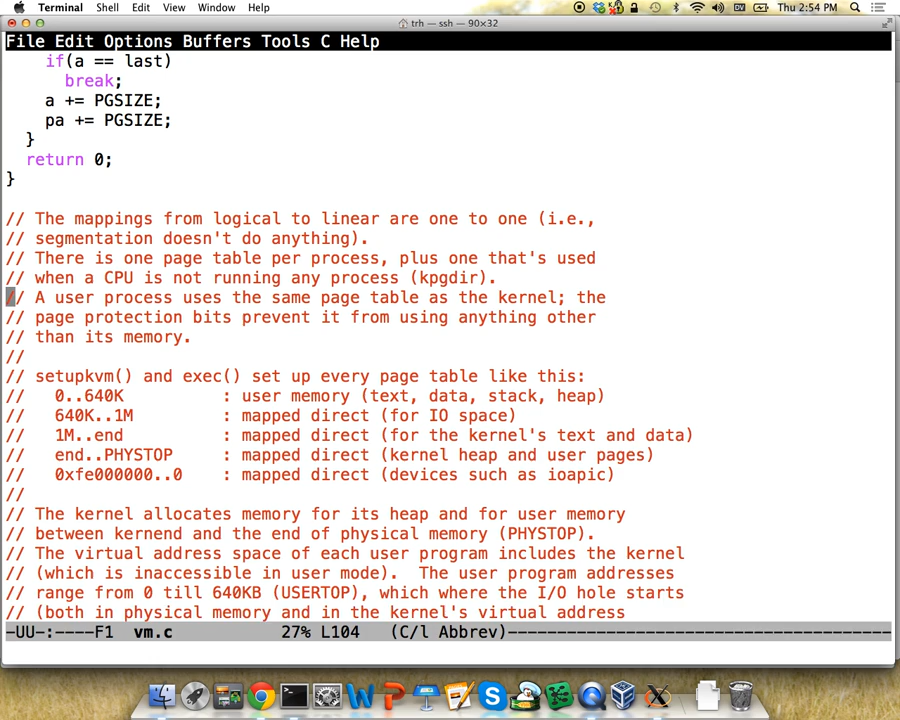 Terminal Shell Edit View Window Help Thu 2:54 PM
trh — ssh — 90×32
File Edit Options Buffers Tools C Help
    if(a == last)
      break;
    a += PGSIZE;
    pa += PGSIZE;
  }
  return 0;
}
// The mappings from logical to linear are one to one (i.e.,
// segmentation doesn't do anything).
// There is one page table per process, plus one that's used
// when a CPU is not running any process (kpgdir).
// A user process uses the same page table as the kernel; the
// page protection bits prevent it from using anything other
// than its memory.
//
// setupkvm() and exec() set up every page table like this:
//   0..640K          : user memory (text, data, stack, heap)
//   640K..1M         : mapped direct (for IO space)
//   1M..end          : mapped direct (for the kernel's text and data)
//   end..PHYSTOP     : mapped direct (kernel heap and user pages)
//   0xfe000000..0    : mapped direct (devices such as ioapic)
//
// The kernel allocates memory for its heap and for user memory
// between kernend and the end of physical memory (PHYSTOP).
// The virtual address space of each user program includes the kernel
// (which is inaccessible in user mode).  The user program addresses
// range from 0 till 640KB (USERTOP), which where the I/O hole starts
// (both in physical memory and in the kernel's virtual address
-UU-:----F1  vm.c           27% L104   (C/l Abbrev)---------------------------------------